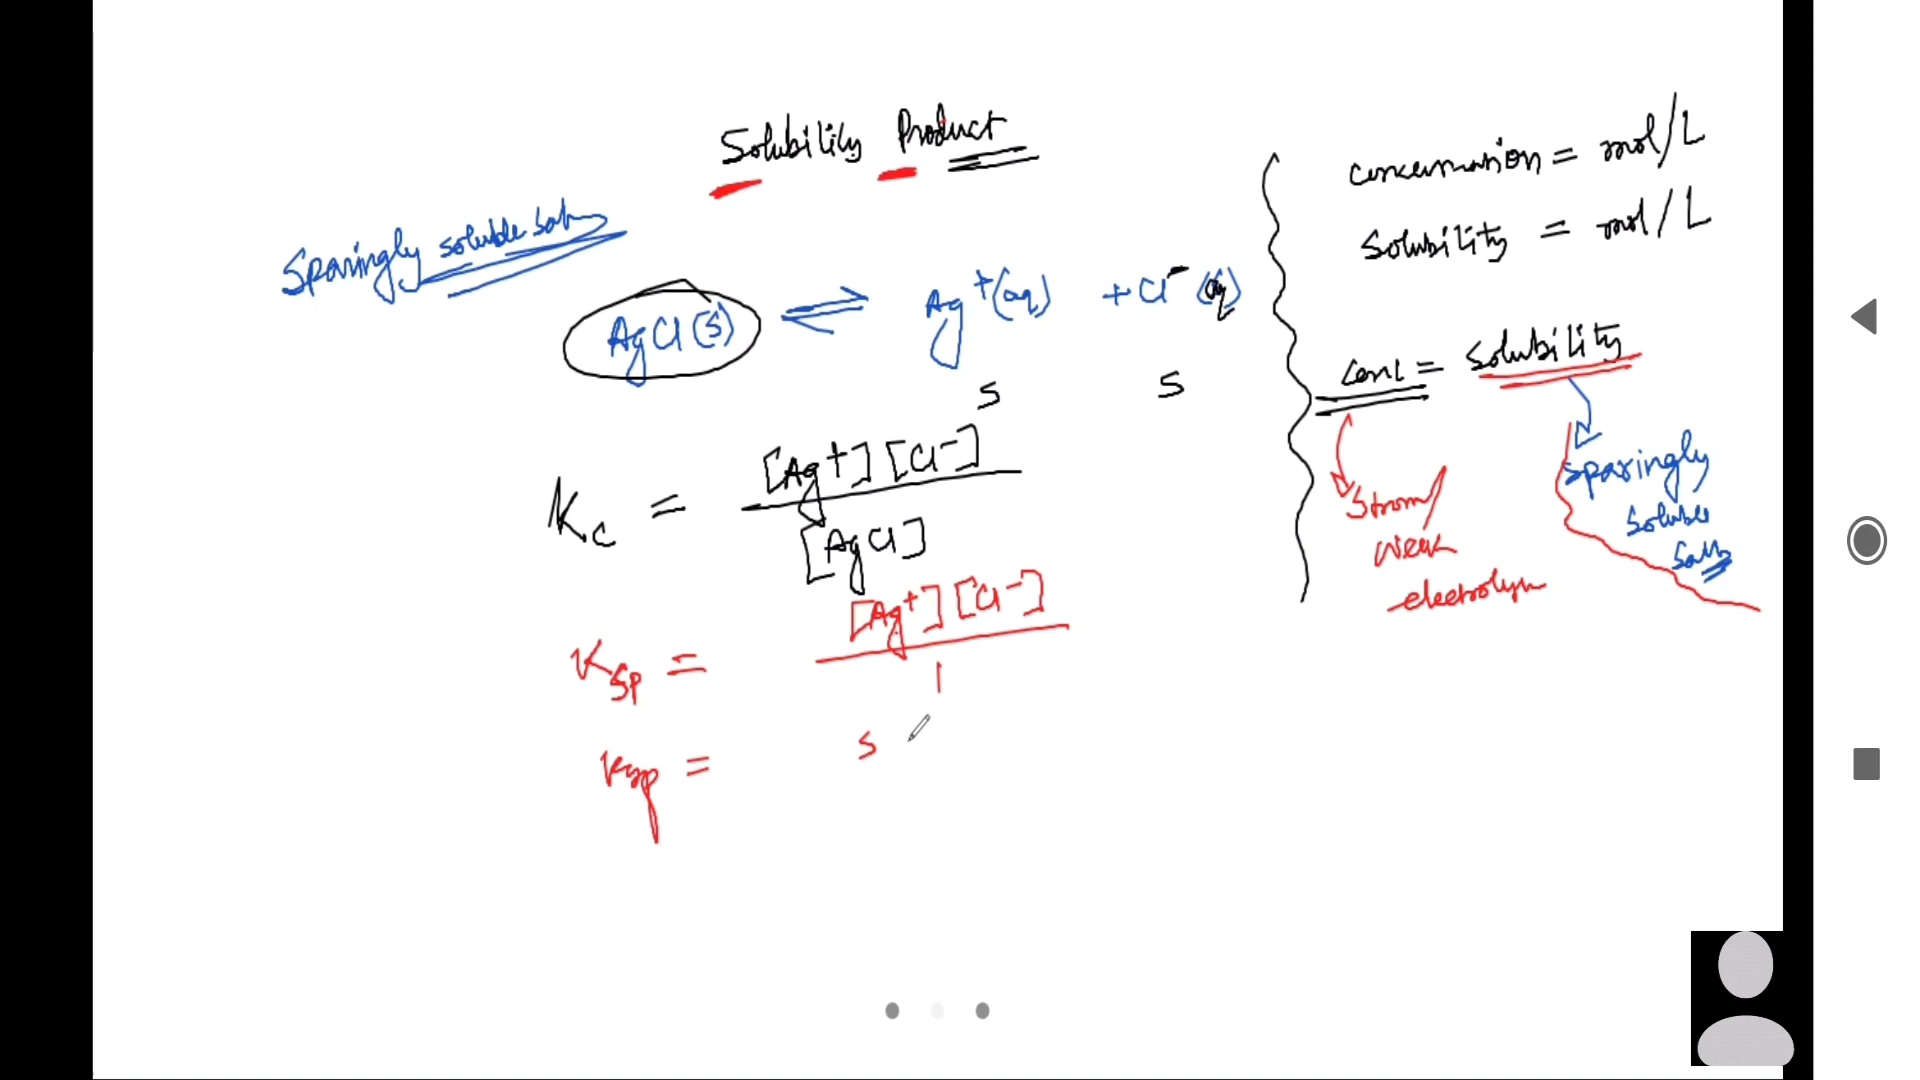 Solubility Product
Sparingly soluble salt
AgCl(s) ⇌ Ag+(aq) + Cl-(aq)
s s
Kc = [Ag+][Cl-]
[AgCl]
Ksp = [Ag+][Cl-]
1
Ksp = s
concentration = mol/L
Solubility = mol/L
conc = solubility
Strong/
weak
electrolyte
Sparingly
soluble
salts